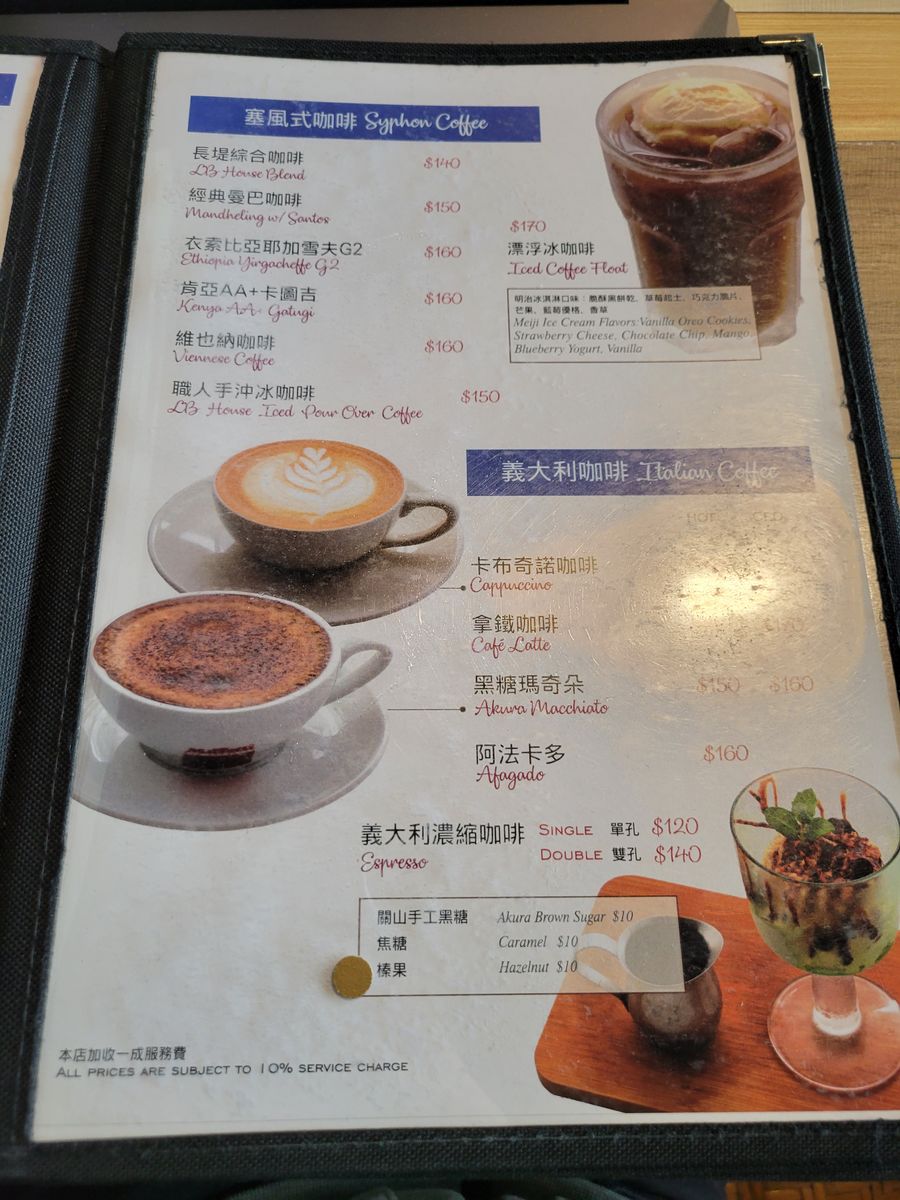 塞風式咖啡 Syphon Coffee
長堤綜合咖啡 $140
LB House Blend
經典曼巴咖啡 $150
Mandheling w/ Santos
衣索比亞耶加雪夫G2 $160
Ethiopia Yirgacheffe G2
肯亞AA+卡圖吉 $160
Kenya AA+ Gatugi
維也納咖啡 $160
Viennese Coffee
職人手沖冰咖啡 $150
LB House Iced Pour Over Coffee
$170
漂浮冰咖啡
Iced Coffee Float
明治冰淇淋口味：脆酥黑餅乾、草莓起士、巧克力脆片、
芒果、藍莓優格、香草
Meiji Ice Cream Flavors:Vanilla Oreo Cookies,
Strawberry Cheese, Chocolate Chip, Mango,
Blueberry Yogurt, Vanilla
義大利咖啡 Italian Coffee
HOT ICED
卡布奇諾咖啡
Cappuccino
拿鐵咖啡
Café Latte
黑糖瑪奇朵 $150 $160
Akura Macchiato
阿法卡多 $160
Afagado
義大利濃縮咖啡 SINGLE 單孔 $120
Espresso DOUBLE 雙孔 $140
關山手工黑糖 Akura Brown Sugar $10
焦糖 Caramel $10
榛果 Hazelnut $10
本店加收一成服務費
ALL PRICES ARE SUBJECT TO 10% SERVICE CHARGE